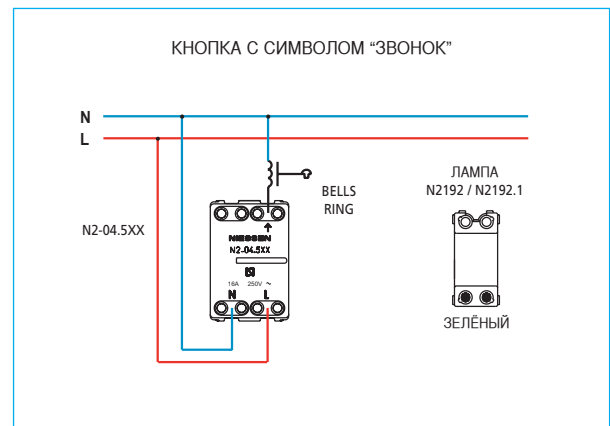 КНОПКА С СИМВОЛОМ “ЗВОНОК”
N
L
ЛАМПА
N2192 / N2192.1
BELLS
RING
N2-04.5XX
NIESSEN
N2-04.5XX
16A 250V ~
N L
ЗЕЛЁНЫЙ